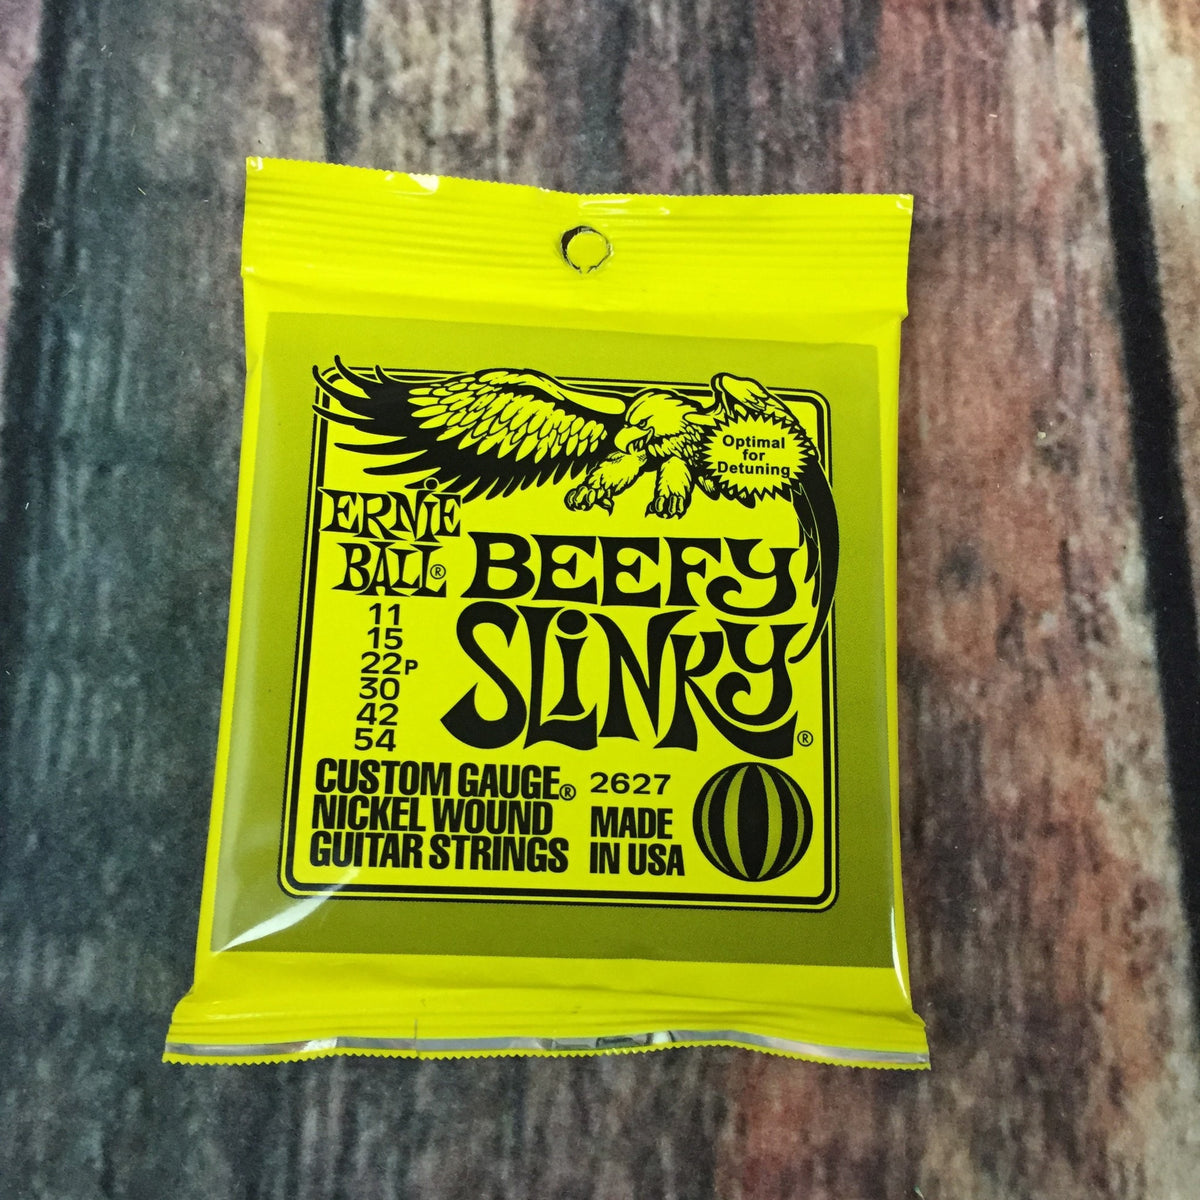 Optimal
for
Detuning
ERNiE
BALL®
BEEFY
SLiNKY®
11
15
22P
30
42
54
CUSTOM GAUGE®
NICKEL WOUND
GUITAR STRINGS
2627
MADE
IN USA